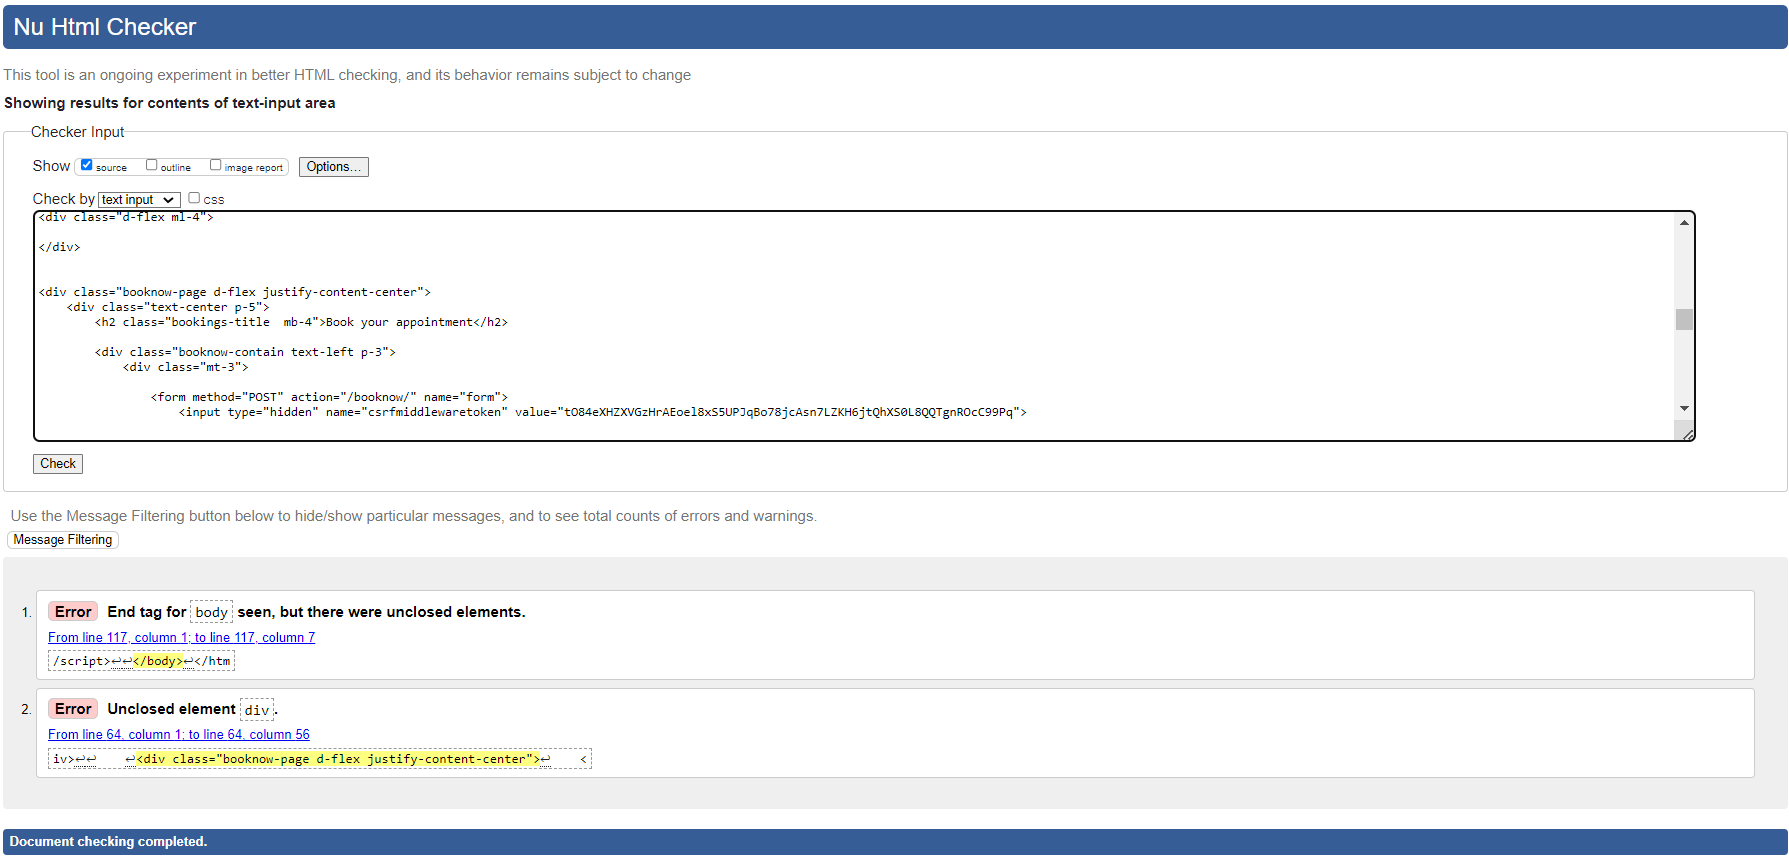 Nu Html Checker
This tool is an ongoing experiment in better HTML checking, and its behavior remains subject to change
Showing results for contents of text-input area
Checker Input
Show source outline image report Options...
Check by text input css
<div class="d-flex ml-4">
</div>
<div class="booknow-page d-flex justify-content-center">
<div class="text-center p-5">
<h2 class="bookings-title  mb-4">Book your appointment</h2>
<div class="booknow-contain text-left p-3">
<div class="mt-3">
<form method="POST" action="/booknow/" name="form">
<input type="hidden" name="csrfmiddlewaretoken" value="tO84eXHZXVGzHrAEoel8xS5UPJqBo78jcAsn7LZKH6jtQhXS0L8QQTgnROcC99Pq">
Check
Use the Message Filtering button below to hide/show particular messages, and to see total counts of errors and warnings.
Message Filtering
1. Error End tag for body seen, but there were unclosed elements.
From line 117, column 1; to line 117, column 7
/script>↩↩</body>↩</htm
2. Error Unclosed element div.
From line 64, column 1; to line 64, column 56
iv>↩↩    ↩<div class="booknow-page d-flex justify-content-center">↩    <
Document checking completed.